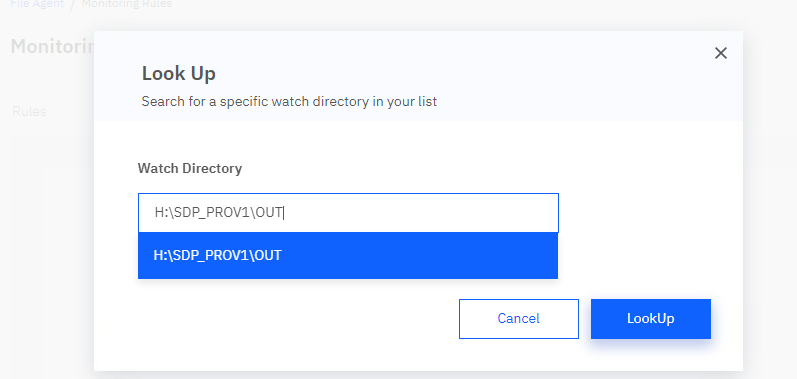 File Agent / Monitoring Rules
Monitorin
Look Up
Search for a specific watch directory in your list
Rules
Watch Directory
H:\SDP_PROV1\OUT
H:\SDP_PROV1\OUT
Cancel
LookUp